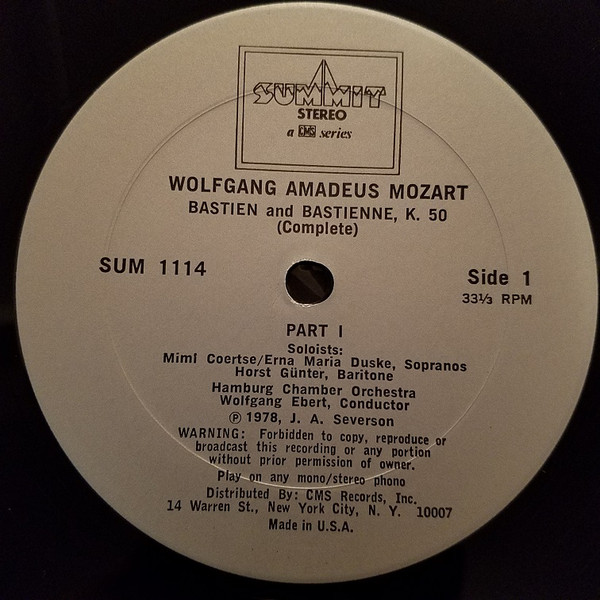 SUMMIT
STEREO
a CMS series
WOLFGANG AMADEUS MOZART
BASTIEN and BASTIENNE, K. 50
(Complete)
SUM 1114
Side 1
33⅓ RPM
PART I
Soloists:
Mimi Coertse/Erna Maria Duske, Sopranos
Horst Günter, Baritone
Hamburg Chamber Orchestra
Wolfgang Ebert, Conductor
℗ 1978, J. A. Severson
WARNING: Forbidden to copy, reproduce or
broadcast this recording or any portion
without prior permission of owner.
Play on any mono/stereo phono
Distributed By: CMS Records, Inc.
14 Warren St., New York City, N. Y. 10007
Made in U.S.A.